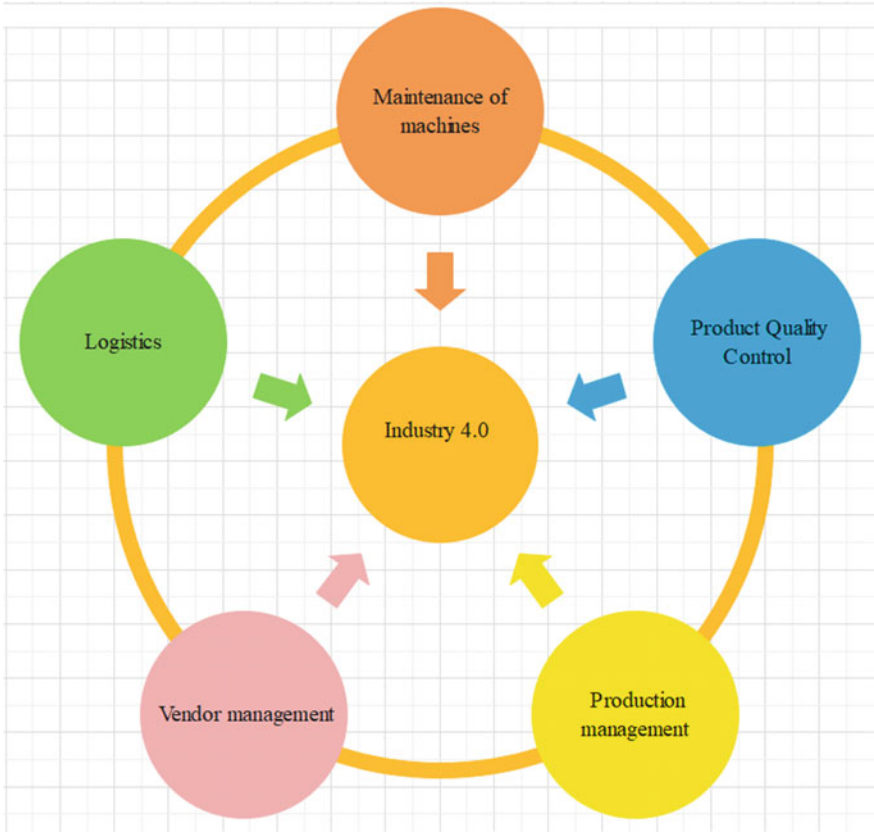 Maintenance of
machines
Logistics
Product Quality
Control
Industry 4.0
Vendor management
Production
management